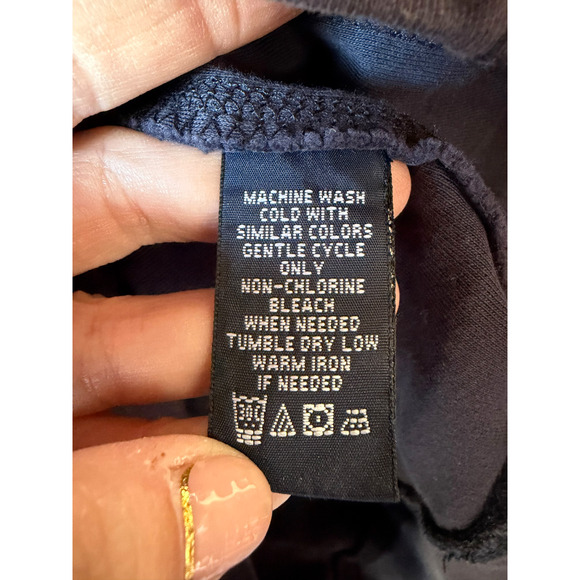 MACHINE WASH
COLD WITH
SIMILAR COLORS
GENTLE CYCLE
ONLY
NON-CHLORINE
BLEACH
WHEN NEEDED
TUMBLE DRY LOW
WARM IRON
IF NEEDED